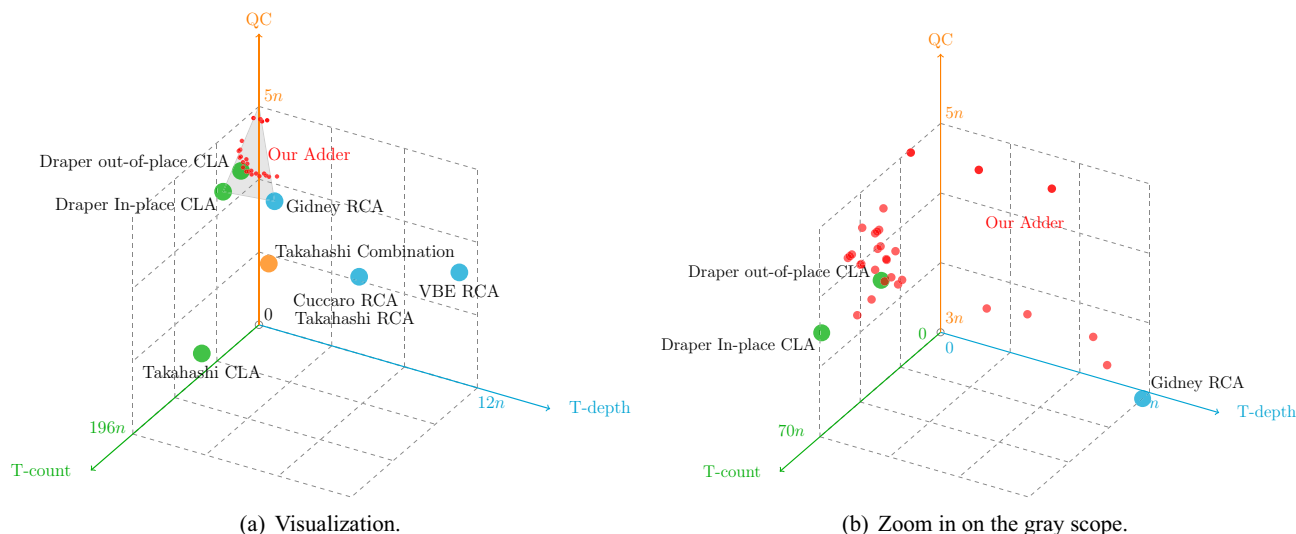 QC
5n
Draper out-of-place CLA
Our Adder
Draper In-place CLA
Gidney RCA
Takahashi Combination
VBE RCA
Cuccaro RCA
Takahashi RCA
0
Takahashi CLA
12n
T-depth
196n
T-count
(a) Visualization.
QC
5n
Our Adder
Draper out-of-place CLA
3n
0
0
Draper In-place CLA
Gidney RCA
n
T-depth
70n
T-count
(b) Zoom in on the gray scope.